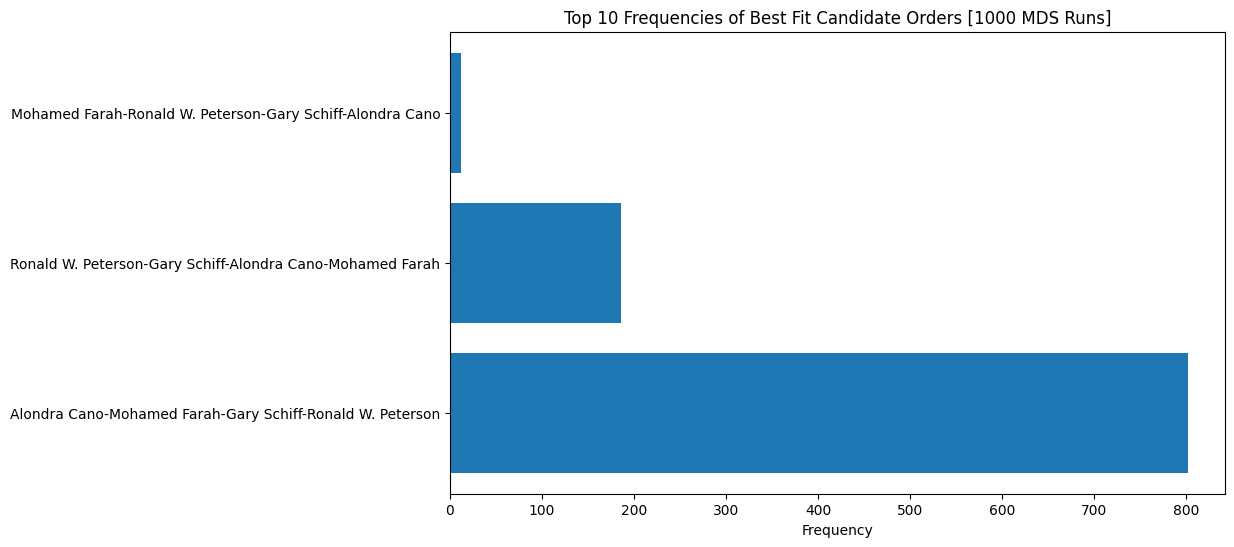 Top 10 Frequencies of Best Fit Candidate Orders [1000 MDS Runs]
Mohamed Farah-Ronald W. Peterson-Gary Schiff-Alondra Cano
Ronald W. Peterson-Gary Schiff-Alondra Cano-Mohamed Farah
Alondra Cano-Mohamed Farah-Gary Schiff-Ronald W. Peterson
0 100 200 300 400 500 600 700 800
Frequency